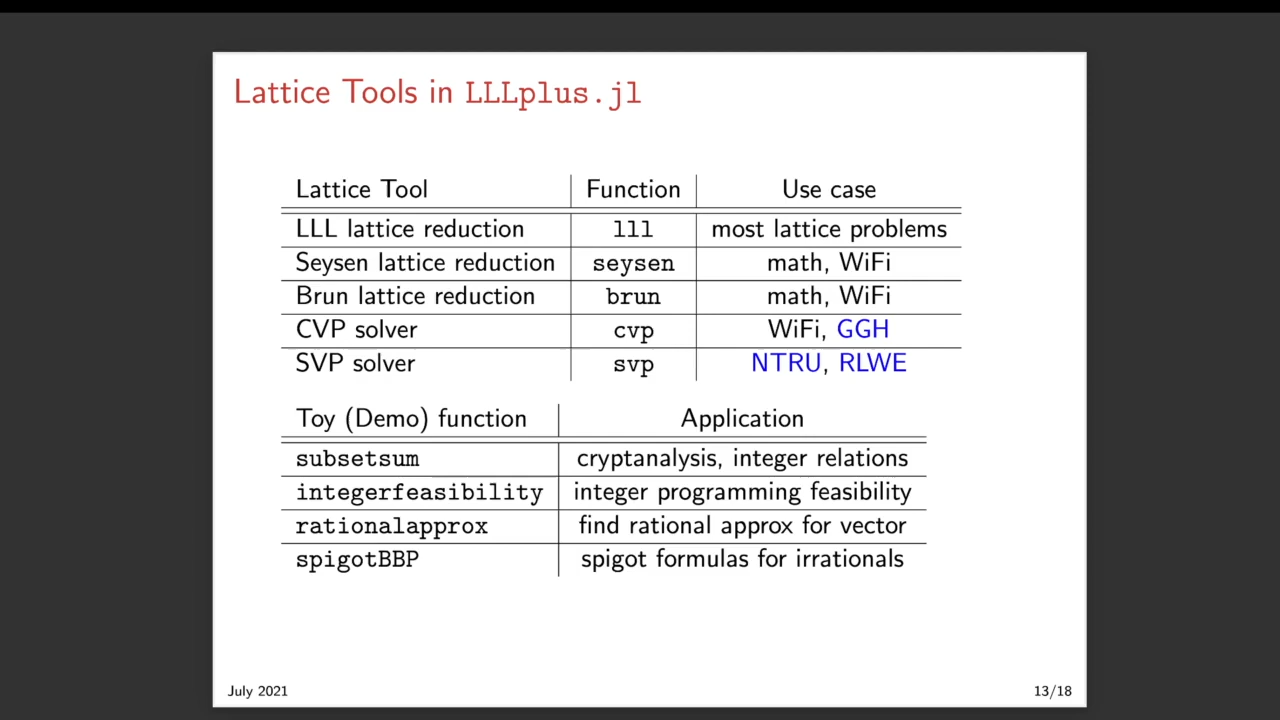 Lattice Tools in LLLplus.jl
Lattice Tool Function Use case
LLL lattice reduction lll most lattice problems
Seysen lattice reduction seysen math, WiFi
Brun lattice reduction brun math, WiFi
CVP solver cvp WiFi, GGH
SVP solver svp NTRU, RLWE
Toy (Demo) function Application
subsetsum cryptanalysis, integer relations
integerfeasibility integer programming feasibility
rationalapprox find rational approx for vector
spigotBBP spigot formulas for irrationals
July 2021 13/18